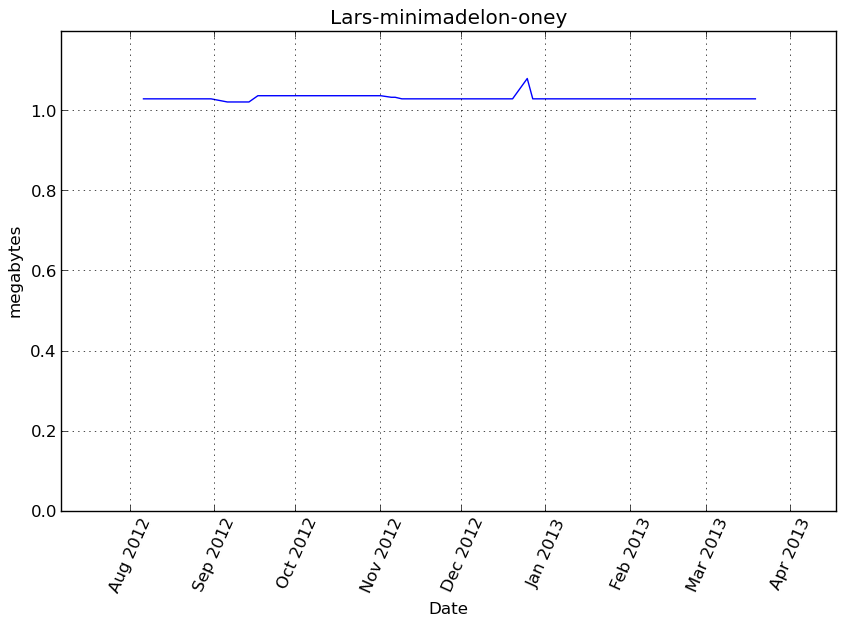 Lars-minimadelon-oney
megabytes
1.0
0.8
0.6
0.4
0.2
0.0
Aug 2012
Sep 2012
Oct 2012
Nov 2012
Dec 2012
Jan 2013
Feb 2013
Mar 2013
Apr 2013
Date